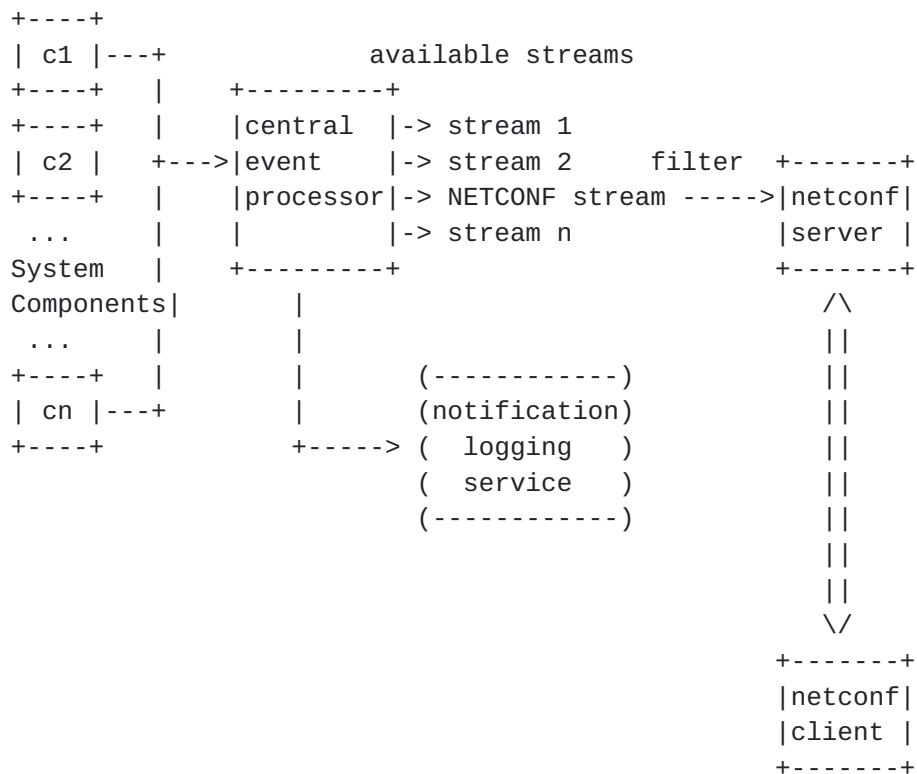 +----+
| c1 |---+             available streams
+----+   |    +---------+
+----+   |    |central  |-> stream 1
| c2 |   +--->|event    |-> stream 2     filter  +-------+
+----+   |    |processor|-> NETCONF stream ----->|netconf|
 ...     |    |         |-> stream n             |server |
System   |    +---------+                        +-------+
Components|        |                                 /\
 ...     |        |                                 ||
+----+   |        |       (------------)            ||
| cn |---+        |       (notification)            ||
+----+            +-----> (  logging   )            ||
                          (  service   )            ||
                          (------------)            ||
                                                    ||
                                                    ||
                                                    \/
                                                 +-------+
                                                 |netconf|
                                                 |client |
                                                 +-------+